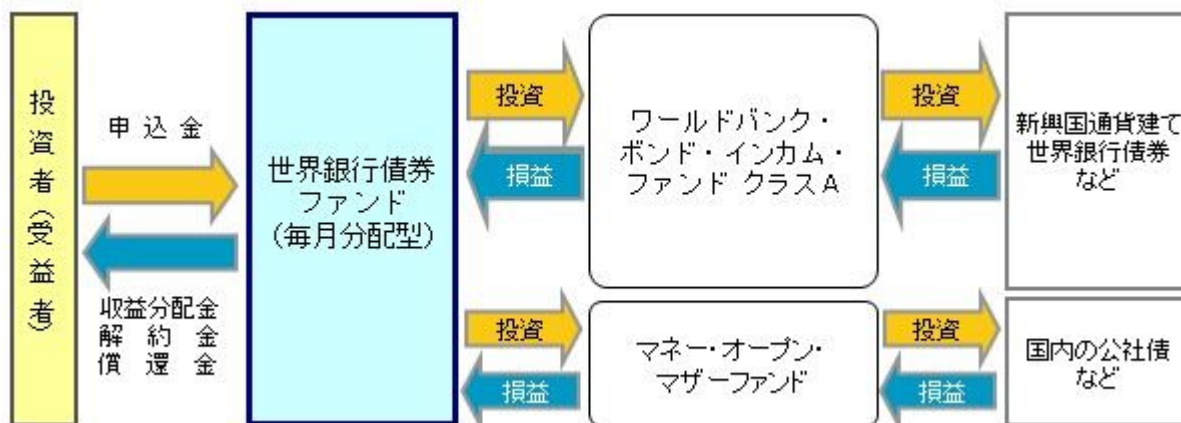 投資者(受益者)
申込金
収益分配金
解約金
償還金
世界銀行債券
ファンド
(毎月分配型)
投資
損益
ワールドバンク・
ボンド・インカム・
ファンド クラスA
投資
損益
新興国通貨建て
世界銀行債券
など
投資
損益
マネー・オープン・
マザーファンド
投資
損益
国内の公社債
など